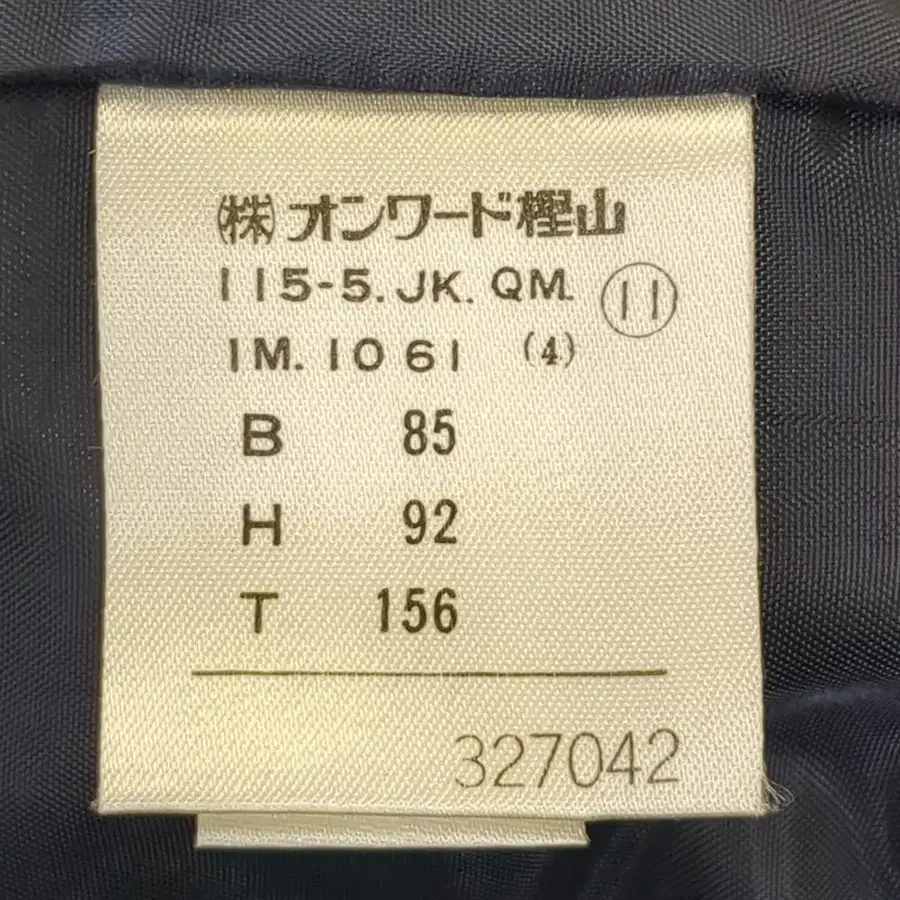 ㈱オンワード樫山
115-5.JK.QM. ⑪
1M.1061 (4)
B 85
H 92
T 156
327042